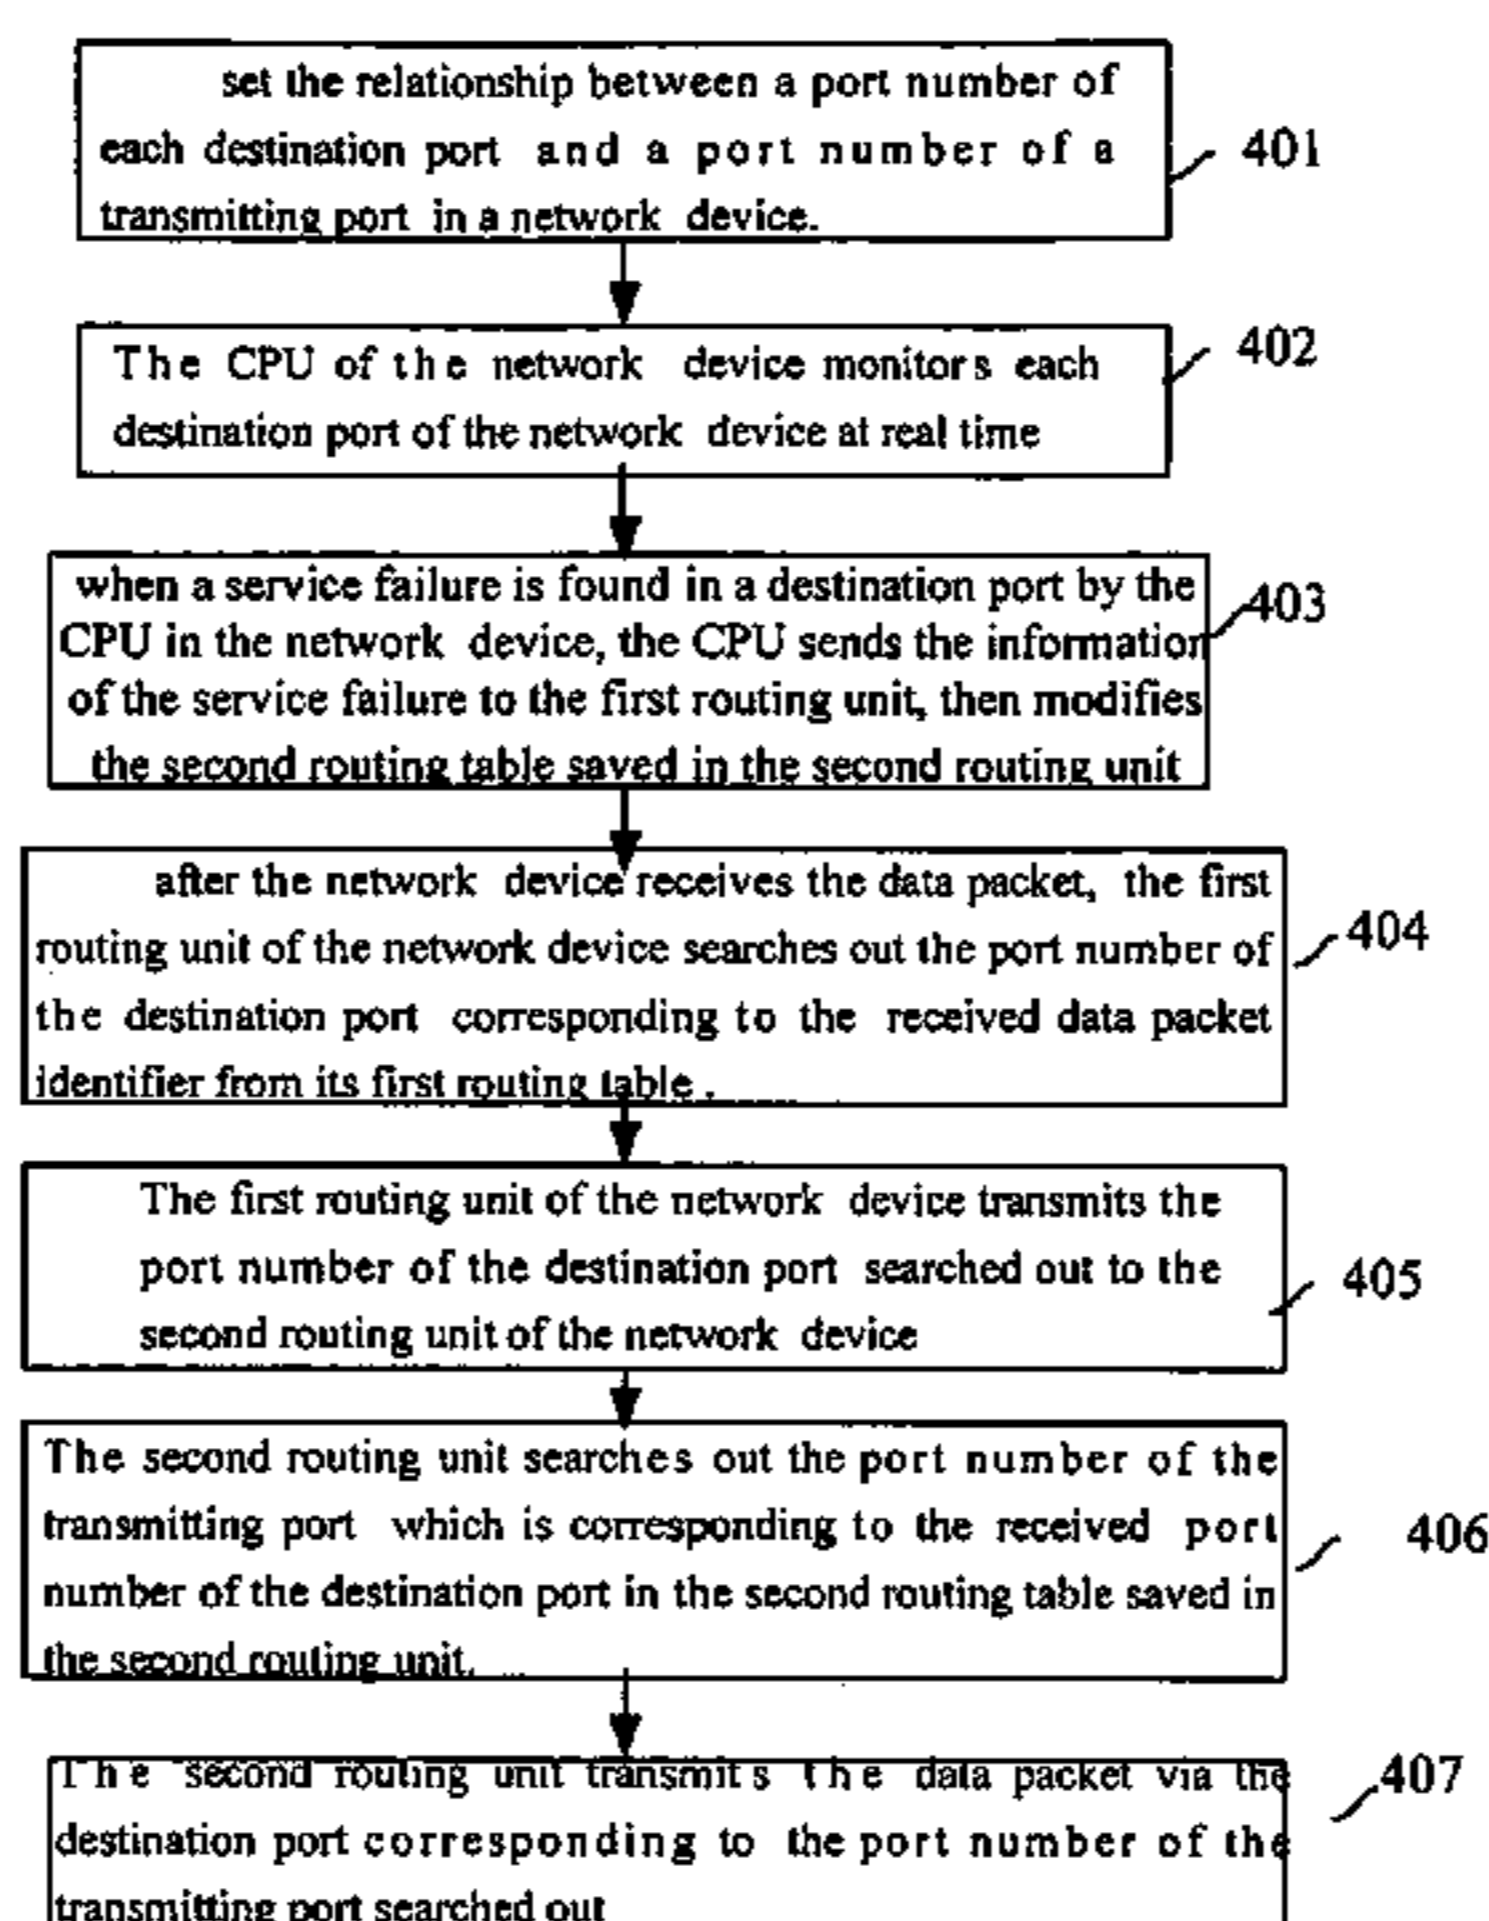 set the relationship between a port number of
each destination port and a port number of a
transmitting port in a network device.
401
The CPU of the network device monitors each
destination port of the network device at real time
402
when a service failure is found in a destination port by the
CPU in the network device, the CPU sends the information
of the service failure to the first routing unit, then modifies
the second routing table saved in the second routing unit
403
after the network device receives the data packet, the first
routing unit of the network device searches out the port number of
the destination port corresponding to the received data packet
identifier from its first routing table .
404
The first routing unit of the network device transmits the
port number of the destination port searched out to the
second routing unit of the network device
405
The second routing unit searches out the port number of the
transmitting port which is corresponding to the received port
number of the destination port in the second routing table saved in
the second routing unit.
406
The second routing unit transmits the data packet via the
destination port corresponding to the port number of the
transmitting port searched out
407